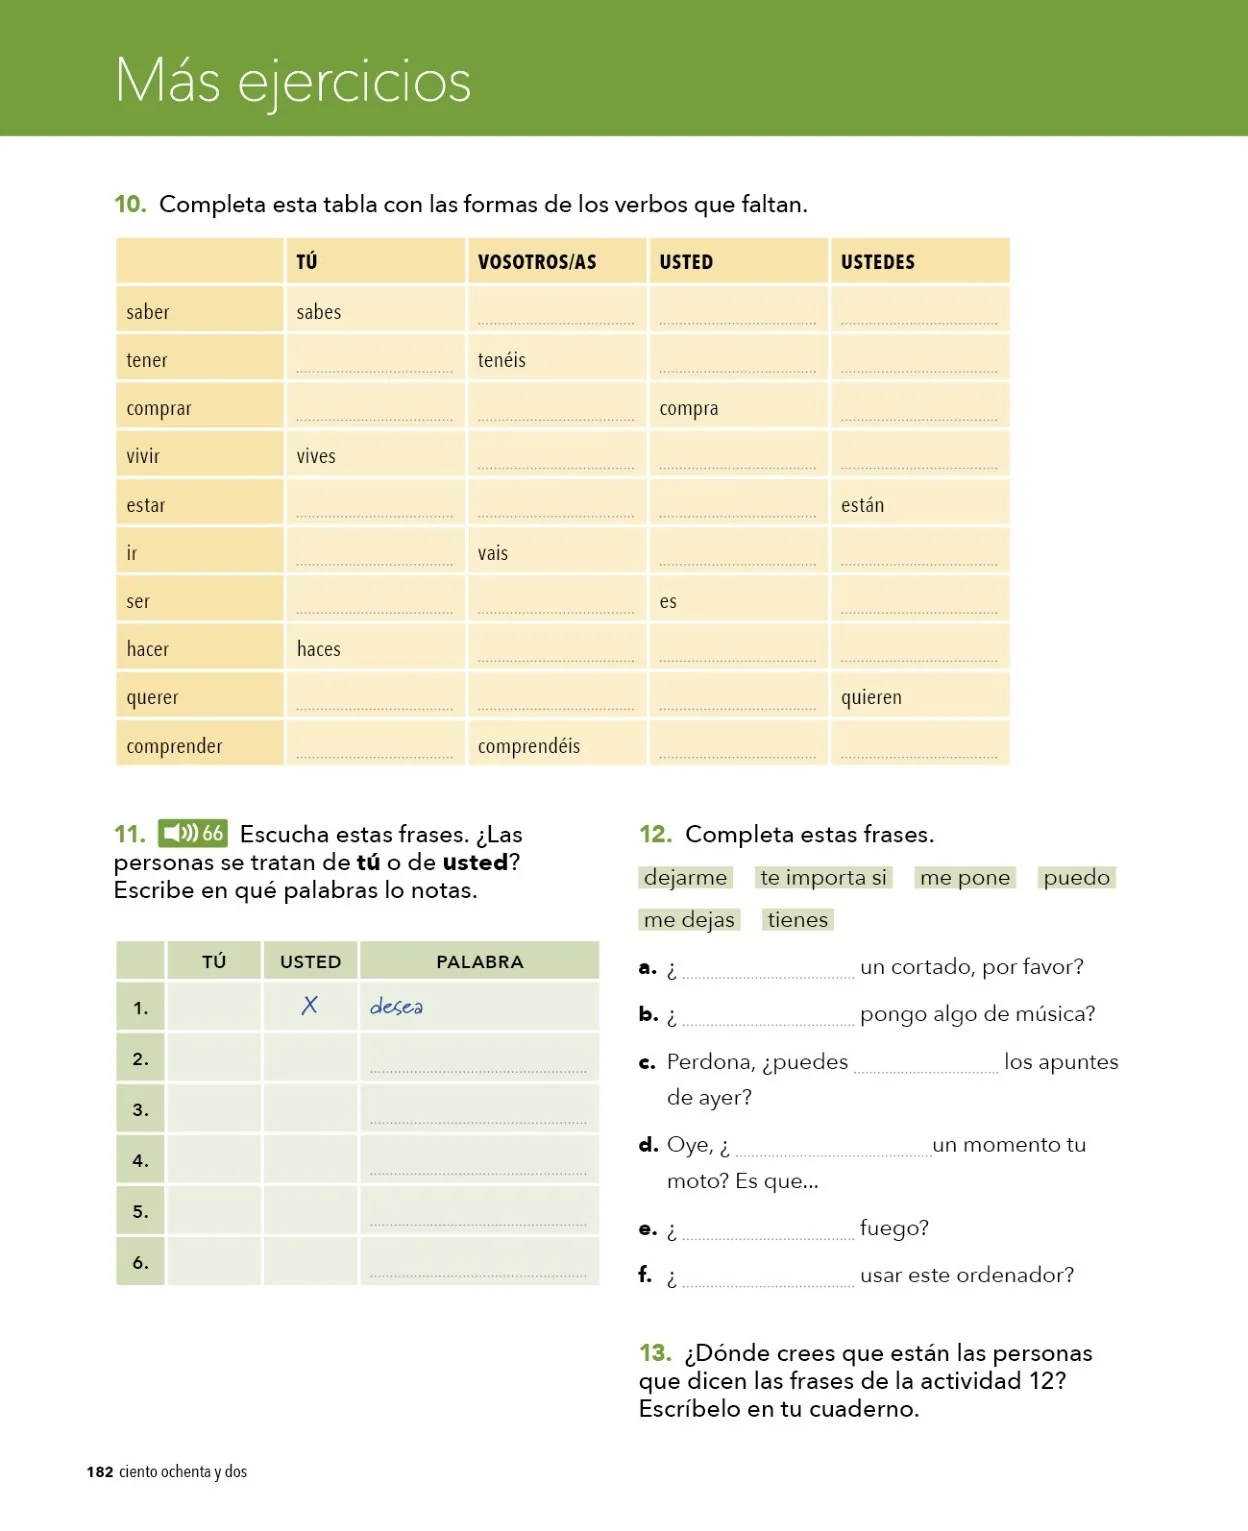 Más ejercicios
10. Completa esta tabla con las formas de los verbos que faltan.
TÚ VOSOTROS/AS USTED USTEDES
saber sabes
tener tenéis
comprar compra
vivir vives
estar están
ir vais
ser es
hacer haces
querer quieren
comprender comprendéis
11. 66 Escucha estas frases. ¿Las
personas se tratan de tú o de usted?
Escribe en qué palabras lo notas.
TÚ USTED PALABRA
1. X desea
2.
3.
4.
5.
6.
12. Completa estas frases.
dejarme te importa si me pone puedo
me dejas tienes
a. ¿ un cortado, por favor?
b. ¿ pongo algo de música?
c. Perdona, ¿puedes los apuntes
de ayer?
d. Oye, ¿ un momento tu
moto? Es que...
e. ¿ fuego?
f. ¿ usar este ordenador?
13. ¿Dónde crees que están las personas
que dicen las frases de la actividad 12?
Escríbelo en tu cuaderno.
182 ciento ochenta y dos